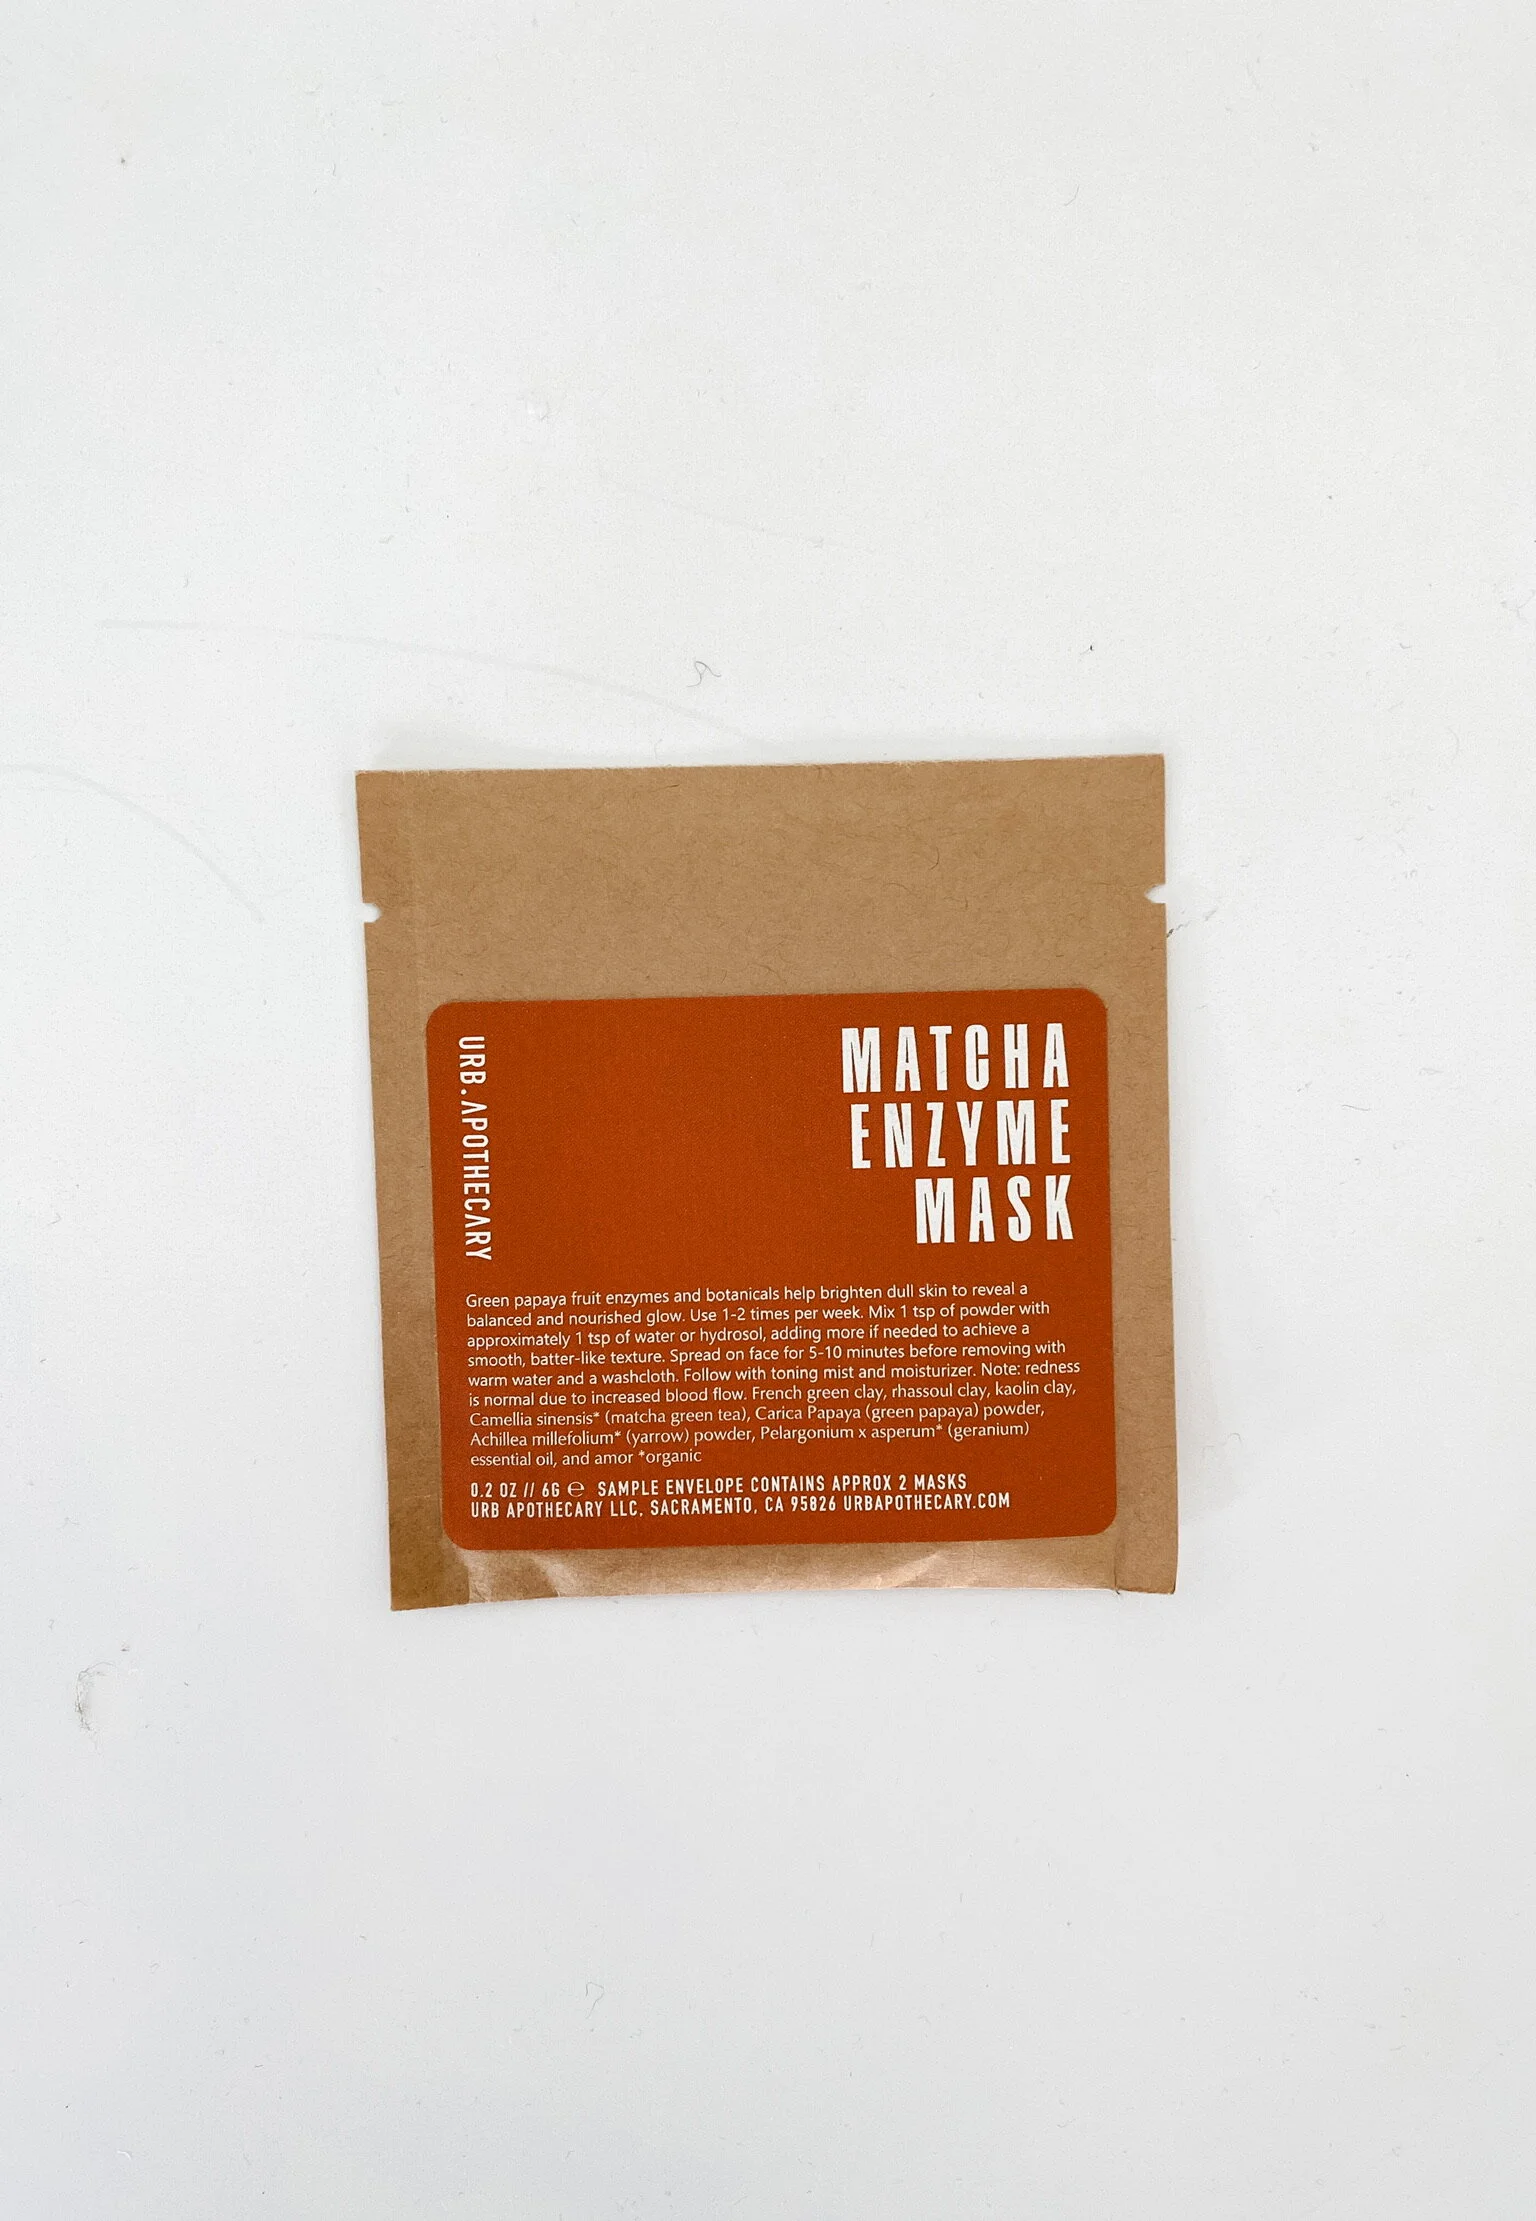 URB.APOTHECARY
MATCHA
ENZYME
MASK
Green papaya fruit enzymes and botanicals help brighten dull skin to reveal a
balanced and nourished glow. Use 1-2 times per week. Mix 1 tsp of powder with
approximately 1 tsp of water or hydrosol, adding more if needed to achieve a
smooth, batter-like texture. Spread on face for 5-10 minutes before removing with
warm water and a washcloth. Follow with toning mist and moisturizer. Note: redness
is normal due to increased blood flow. French green clay, rhassoul clay, kaolin clay,
Camellia sinensis* (matcha green tea), Carica Papaya (green papaya) powder,
Achillea millefolium* (yarrow) powder, Pelargonium x asperum* (geranium)
essential oil, and amor *organic
0.2 OZ // 6G ℮ SAMPLE ENVELOPE CONTAINS APPROX 2 MASKS
URB APOTHECARY LLC, SACRAMENTO, CA 95826 URBAPOTHECARY.COM